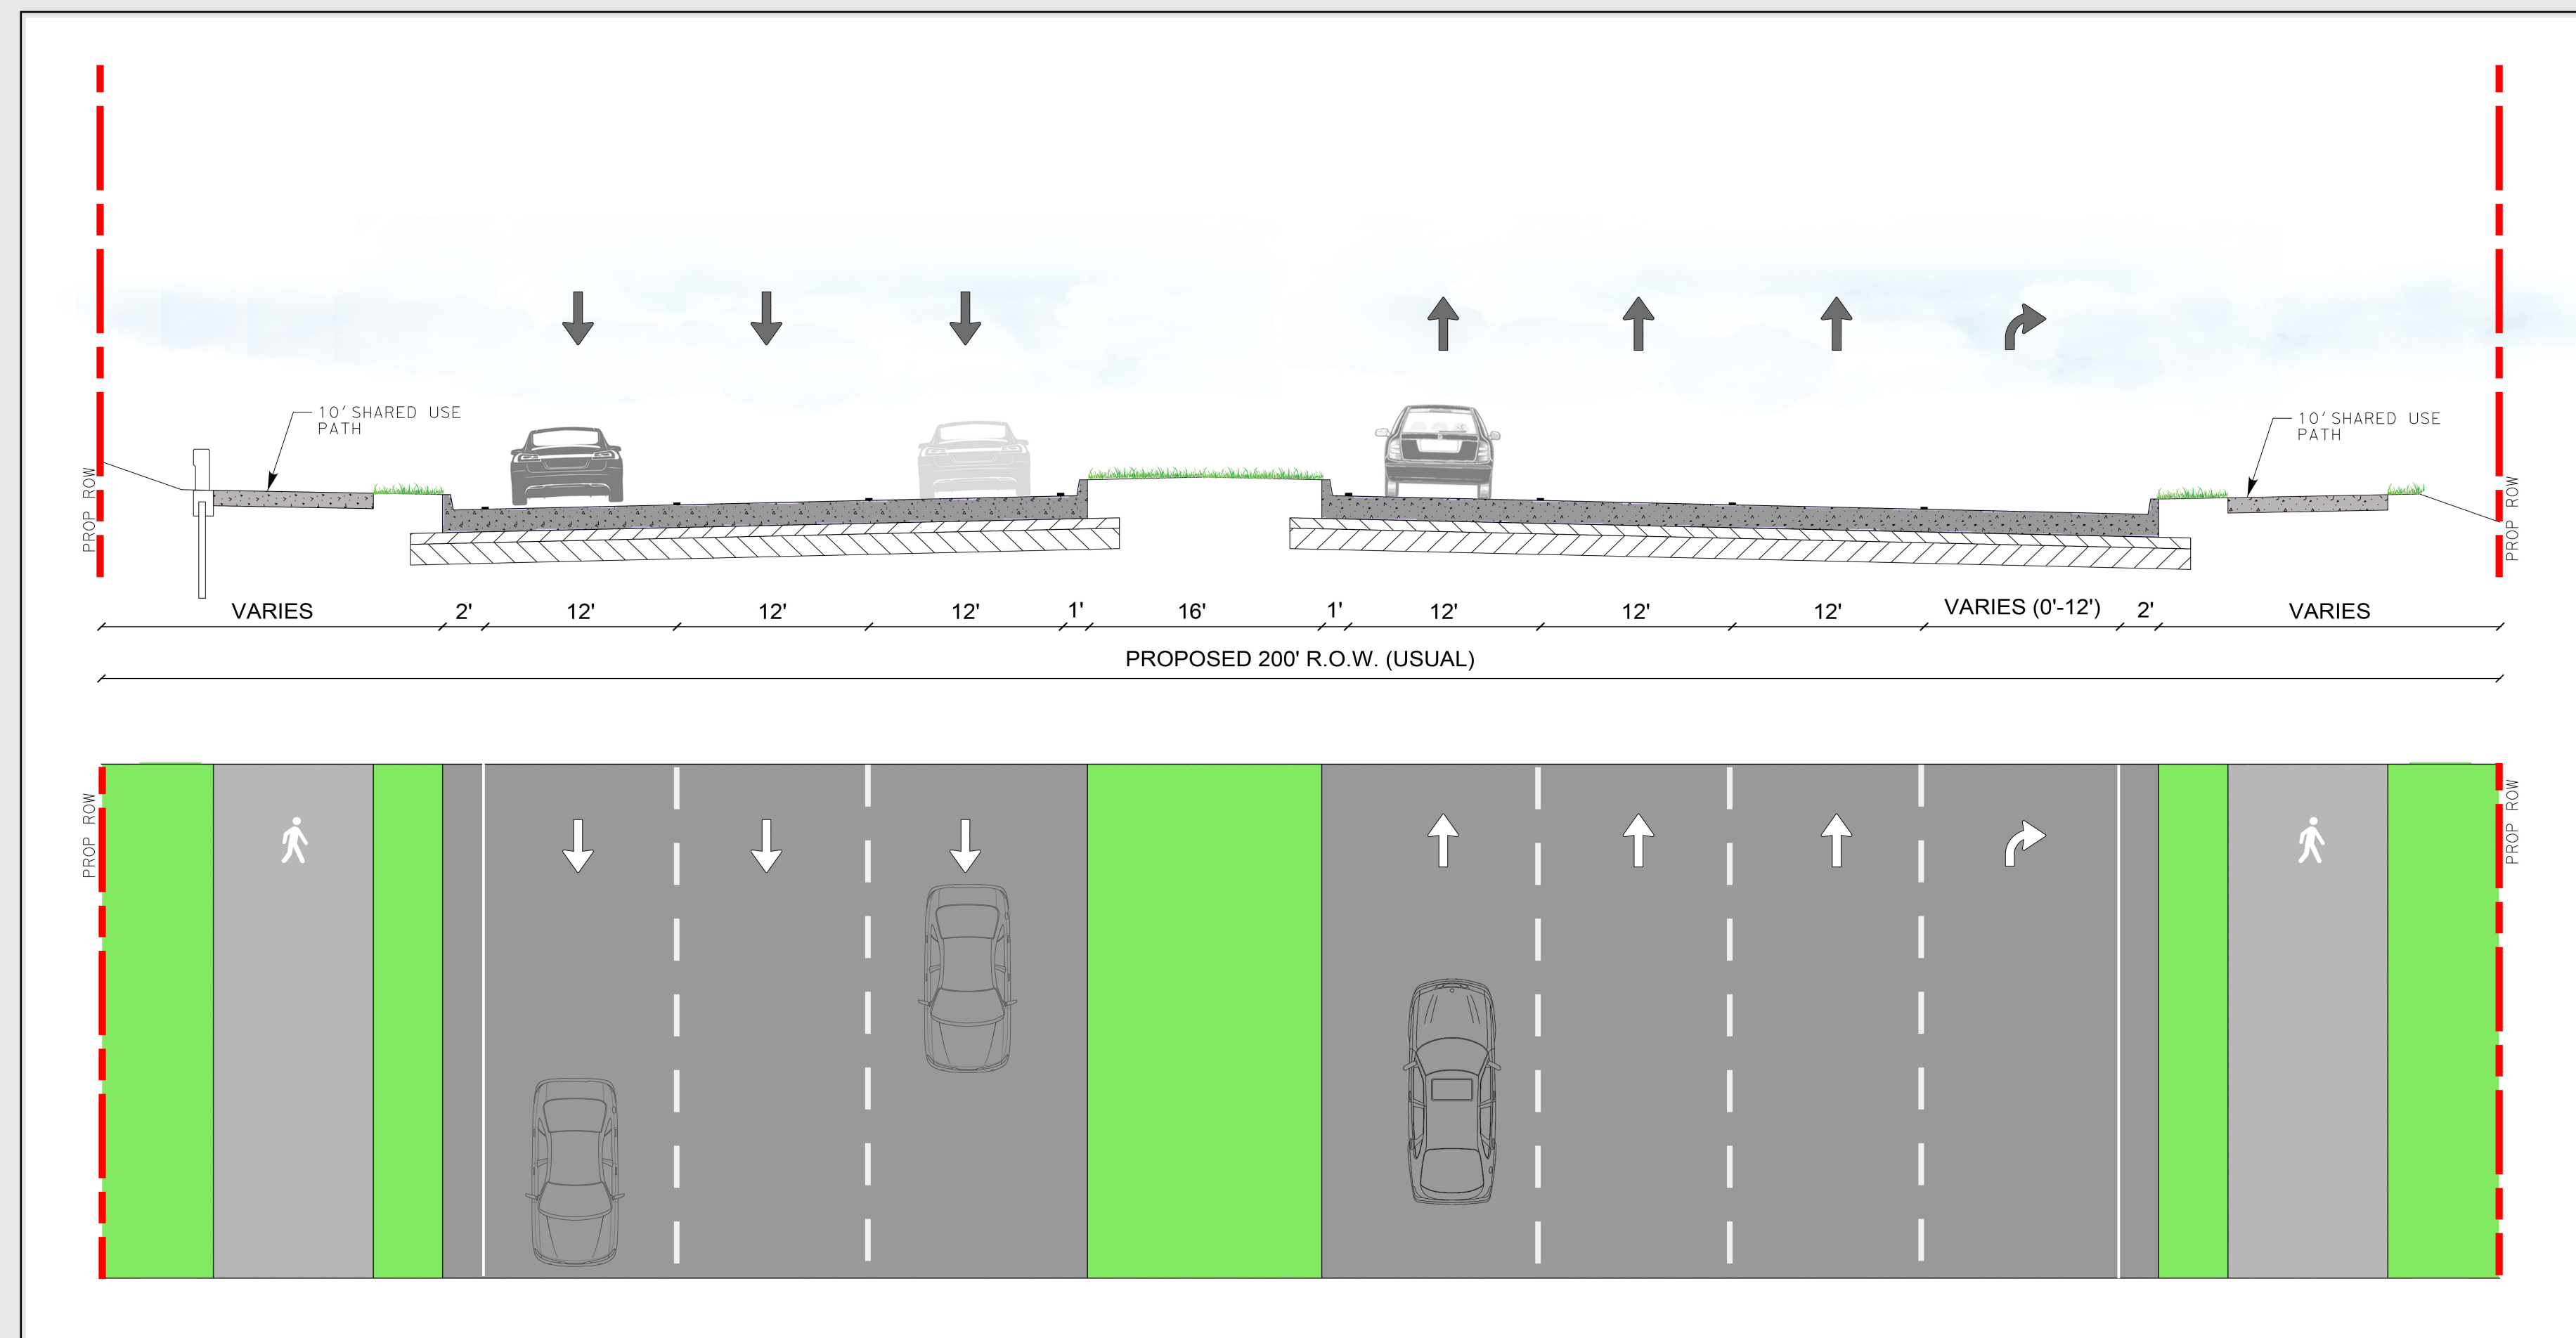 10' SHARED USE
PATH
10' SHARED USE
PATH
PROP ROW
PROP ROW
VARIES 2' 12' 12' 12' 1' 16' 1' 12' 12' 12' VARIES (0'-12') 2' VARIES
PROPOSED 200' R.O.W. (USUAL)
PROP ROW
PROP ROW